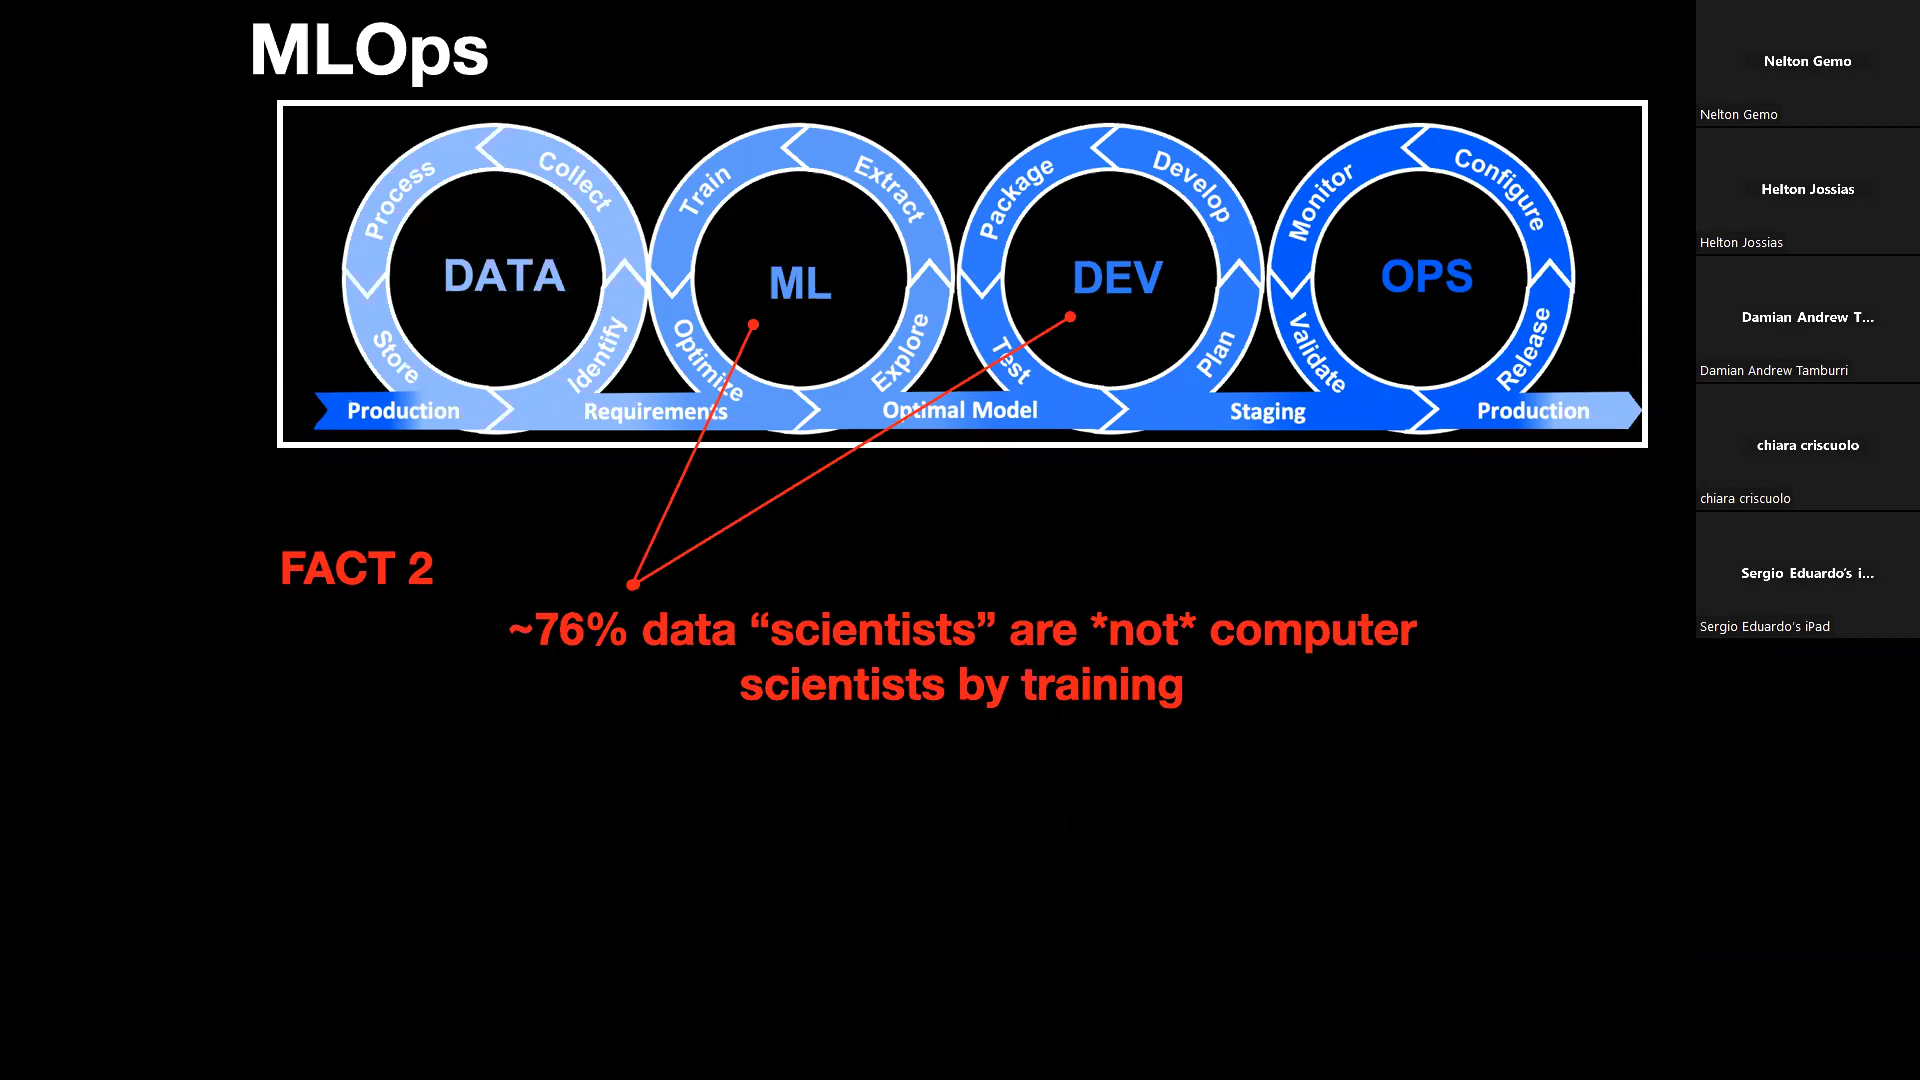 MLOps
Process
Collect
Store
Identify
DATA
Train
Extract
Optimize
Explore
ML
Package
Develop
Test
Plan
DEV
Monitor
Configure
Validate
Release
OPS
Production
Requirements
Optimal Model
Staging
Production
FACT 2
~76% data “scientists” are *not* computer
scientists by training
Nelton Gemo
Nelton Gemo
Helton Jossias
Helton Jossias
Damian Andrew T...
Damian Andrew Tamburri
chiara criscuolo
chiara criscuolo
Sergio Eduardo's i...
Sergio Eduardo's iPad